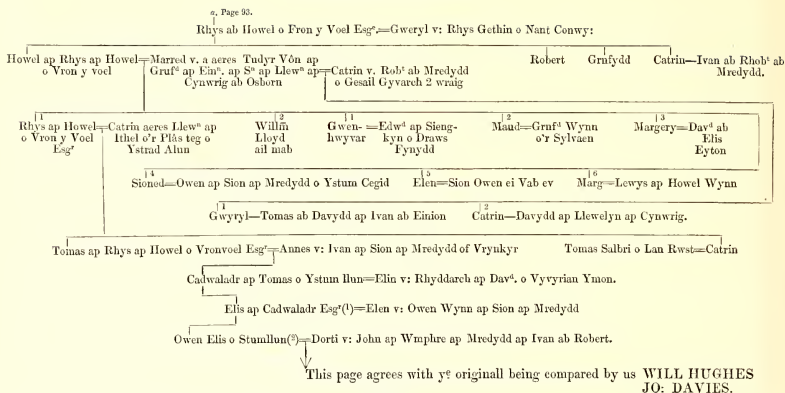 a. Page 93.
Rhys ab Howel o Fron y Voel Esgr.=Gweryl v: Rhys Gethin o Nant Conwy:
Howel ap Rhys ap Howel=Marred v. a aeres Tudyr Vôn ap
o Vron y voel
Grufd ap Einn. ap Sn ap Llewn ap=Catrin v. Robt ab Mredydd
Cynwrig ab Osborn
o Gesail Gyvarch 2 wraig
Robert
Grufydd
Catrin—Ivan ab Rhobt ab
Mredydd.
1
Rhys ap Howel=Catrin aeres Llewn ap
o Vron y Voel
Esgr
Ithel o'r Plâs teg o
Ystrad Alun
2
Willm
Lloyd
ail mab
1
Gwen-=Edwd ap Sieng-
hwyvar
kyn o Draws
Fynydd
2
Maud=Grufd Wynn
o'r Sylvaen
3
Margery=Davd ab
Elis
Eyton
4
Sioned=Owen ap Sion ap Mredydd o Ystum Cegid
5
Elen=Sion Owen ei Vab ev
6
Marg=Lewys ap Howel Wynn
1
Gwyryl—Tomas ab Davydd ap Ivan ab Einion
2
Catrin—Davydd ap Llewelyn ap Cynwrig.
Tomas ap Rhys ap Howel o Vronvoel Esgr=Annes v: Ivan ap Sion ap Mredydd of Vrynkyr
Tomas Salbri o Lan Rwst=Catrin
Cadwaladr ap Tomas o Ystum llun=Elin v: Rhyddarch ap Davd. o Vyvyrian Ymon.
Elis ap Cadwaladr Esgr(1)=Elen v: Owen Wynn ap Sion ap Mredydd
Owen Elis o Stumllun(2)=Dorti v: John ap Wmphre ap Mredydd ap Ivan ab Robert.
This page agrees with ye originall being compared by us WILL HUGHES
JO: DAVIES.